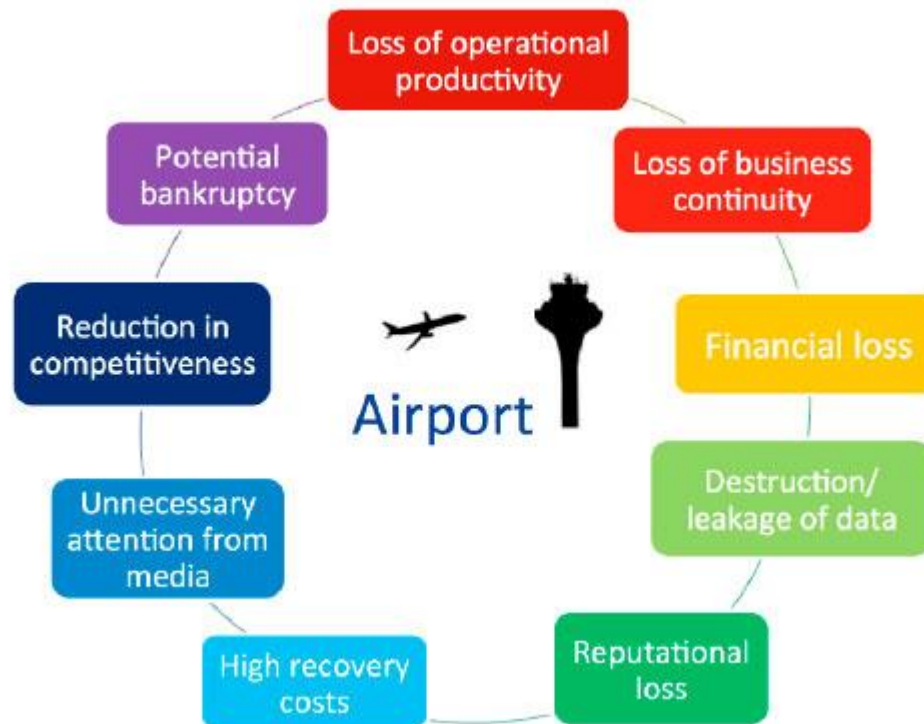 Loss of operational
productivity
Loss of business
continuity
Financial loss
Destruction/
leakage of data
Reputational
loss
High recovery
costs
Unnecessary
attention from
media
Reduction in
competitiveness
Potential
bankruptcy
Airport